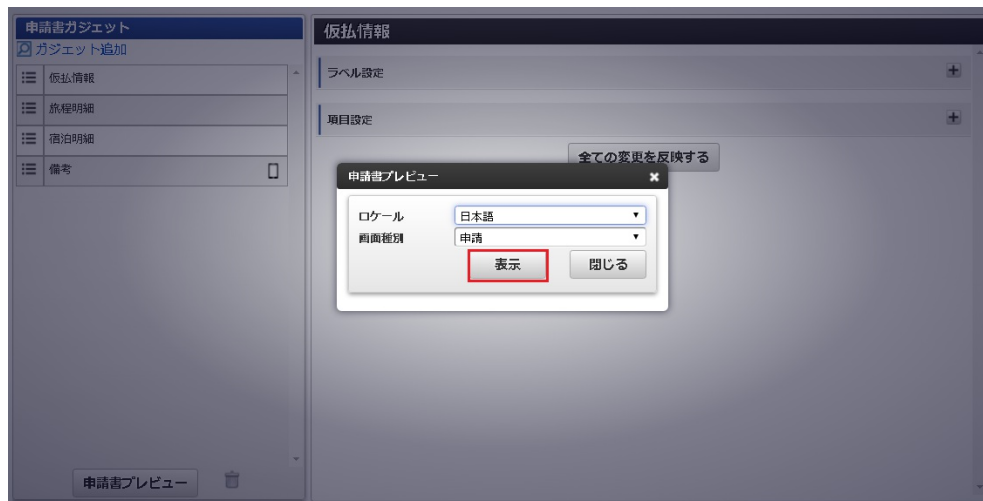 申請書ガジェット
ガジェット追加
仮払情報
旅程明細
宿泊明細
備考
申請書プレビュー
仮払情報
ラベル設定
項目設定
全ての変更を反映する
申請書プレビュー
ロケール 日本語
画面種別 申請
表示 閉じる